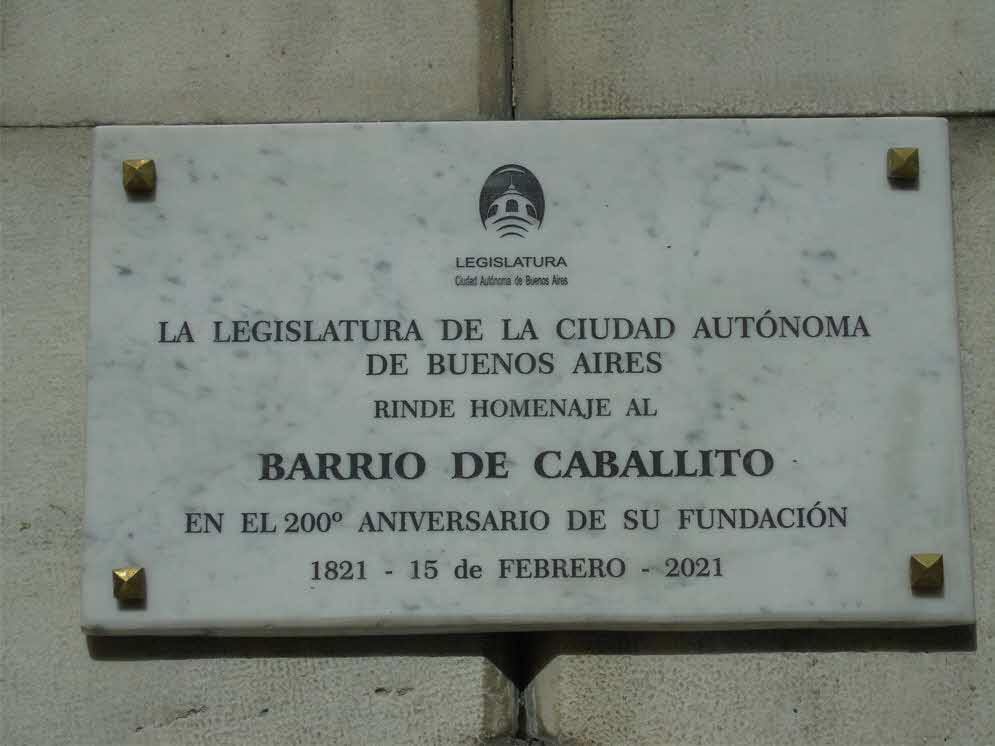 LEGISLATURA
Ciudad Autónoma de Buenos Aires
LA LEGISLATURA DE LA CIUDAD AUTÓNOMA
DE BUENOS AIRES
RINDE HOMENAJE AL
BARRIO DE CABALLITO
EN EL 200º ANIVERSARIO DE SU FUNDACIÓN
1821 - 15 de FEBRERO - 2021